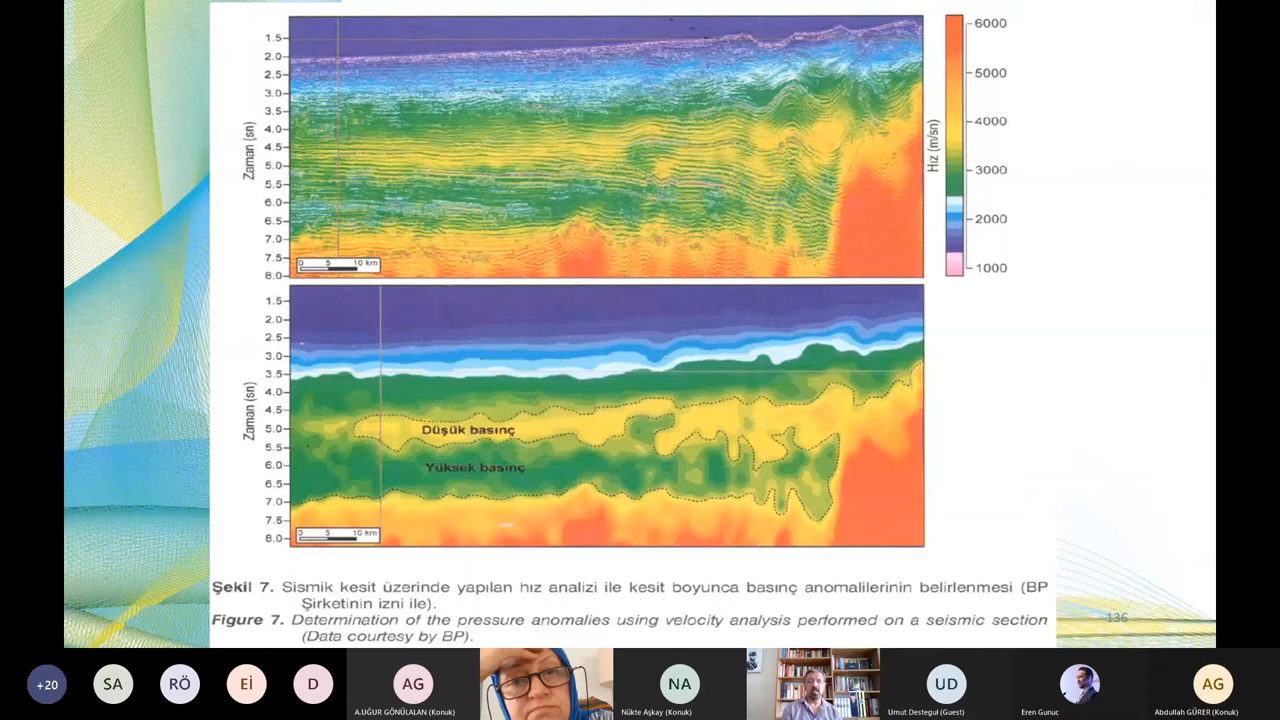 1.5
2.0
2.5
3.0
3.5
4.0
4.5
5.0
5.5
6.0
6.5
7.0
7.5
8.0
Zaman (sn)
0 5 10 km
6000
5000
4000
3000
2000
1000
Hız (m/sn)
1.5
2.0
2.5
3.0
3.5
4.0
4.5
5.0
5.5
6.0
6.5
7.0
7.5
8.0
Zaman (sn)
Düşük basınç
Yüksek basınç
0 5 10 km
Şekil 7. Sismik kesit üzerinde yapılan hız analizi ile kesit boyunca basınç anomalilerinin belirlenmesi (BP
Şirketinin izni ile).
Figure 7. Determination of the pressure anomalies using velocity analysis performed on a seismic section
(Data courtesy by BP).
136
+20
SA
RÖ
Eİ
D
AG
A.UĞUR GÖNÜLALAN (Konuk)
NA
Nükte Aşkay (Konuk)
UD
Umut Destegul (Guest)
Eren Gunuc
AG
Abdullah GÜRER (Konuk)